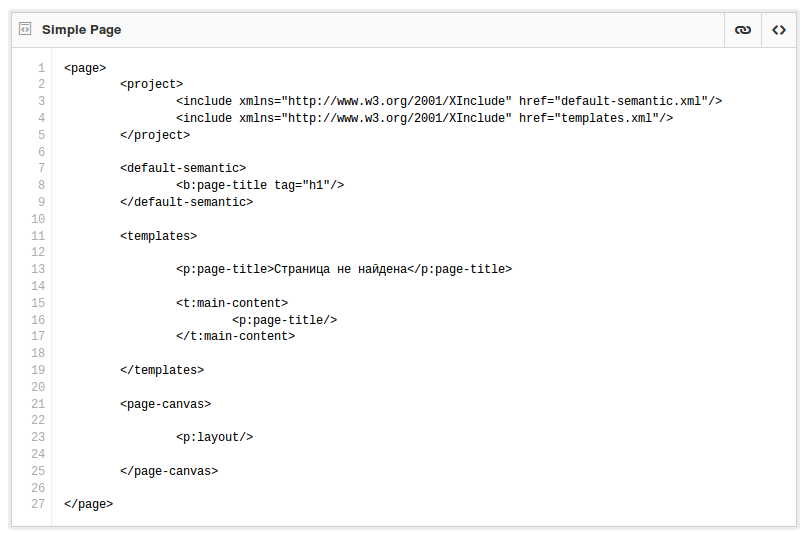 Simple Page
1 <page>
2 <project>
3 <include xmlns="http://www.w3.org/2001/XInclude" href="default-semantic.xml"/>
4 <include xmlns="http://www.w3.org/2001/XInclude" href="templates.xml"/>
5 </project>
6
7 <default-semantic>
8 <b:page-title tag="h1"/>
9 </default-semantic>
10
11 <templates>
12
13 <p:page-title>Страница не найдена</p:page-title>
14
15 <t:main-content>
16 <p:page-title/>
17 </t:main-content>
18
19 </templates>
20
21 <page-canvas>
22
23 <p:layout/>
24
25 </page-canvas>
26
27 </page>